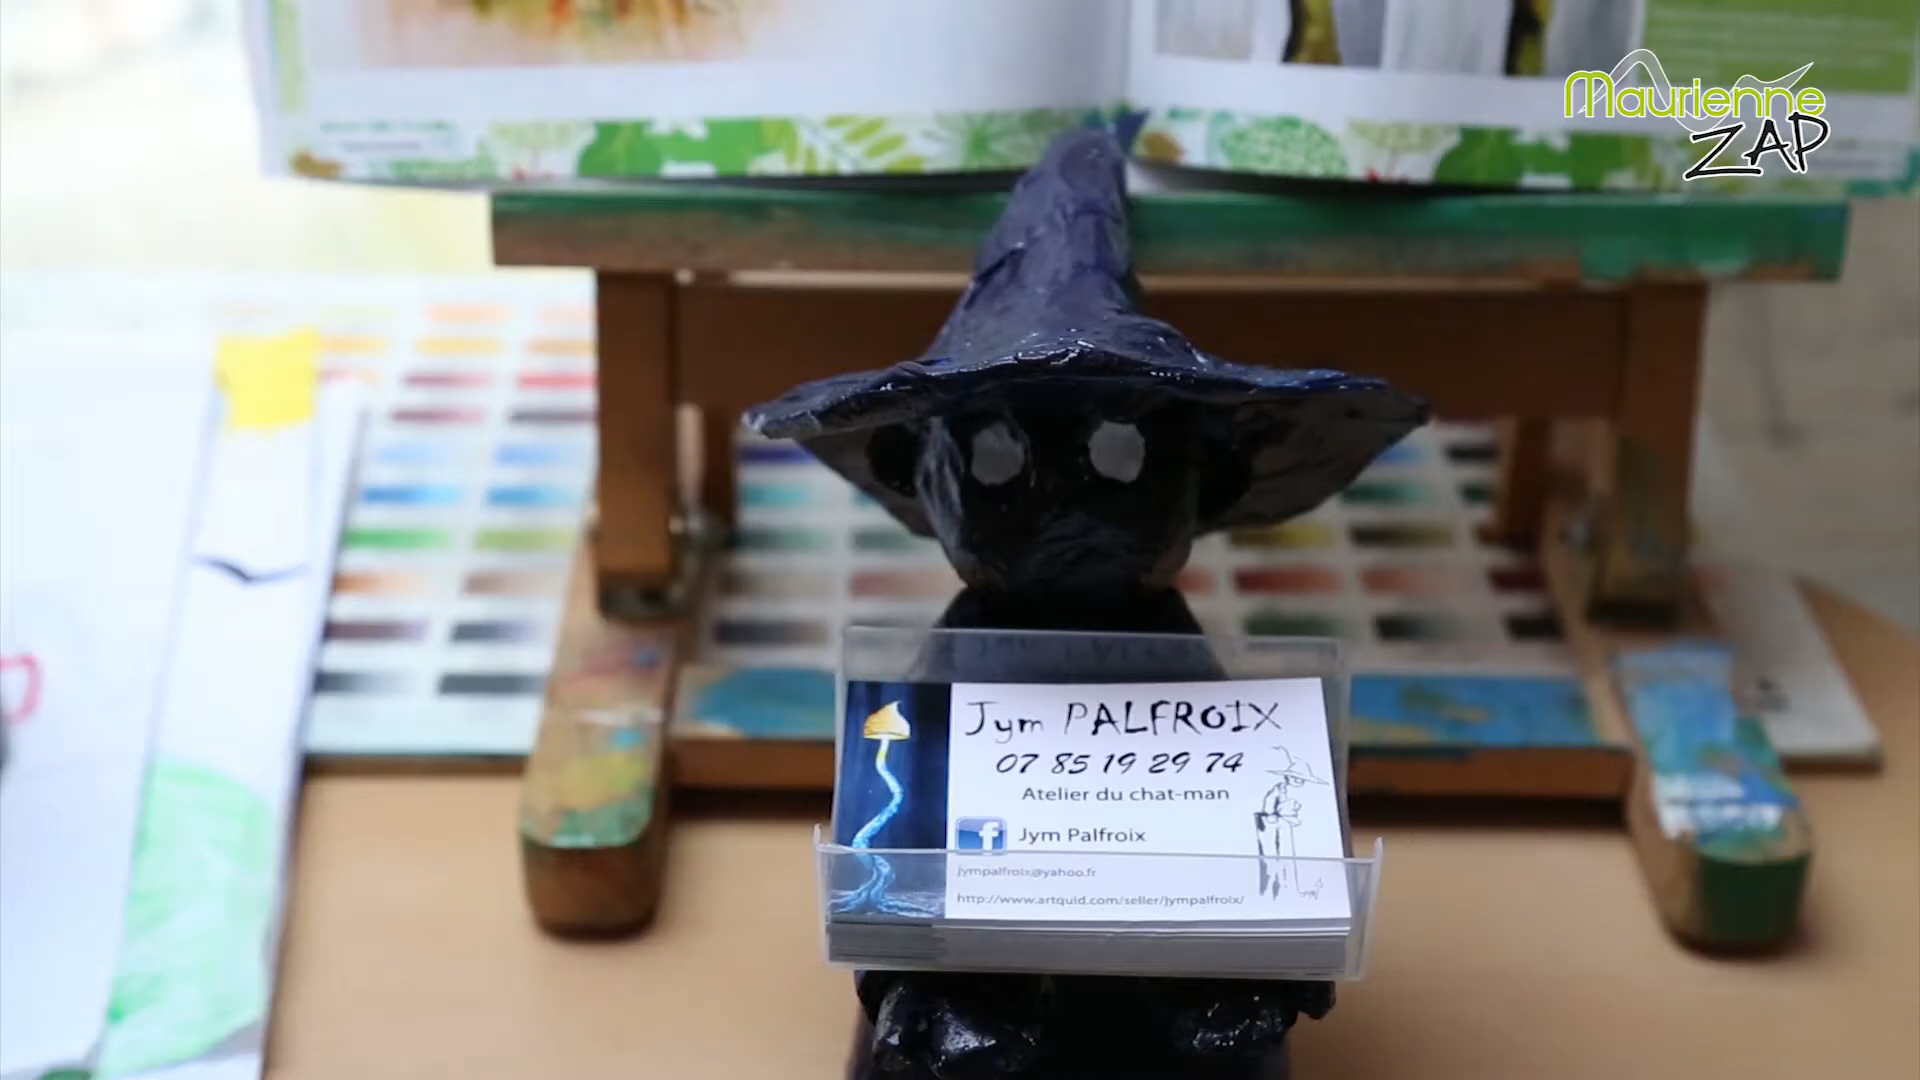 Maurienne
ZAP
Jym PALFROIX
07 85 19 29 74
Atelier du chat-man
f Jym Palfroix
jympalfroix@yahoo.fr
http://www.artquid.com/seller/jympalfroix/